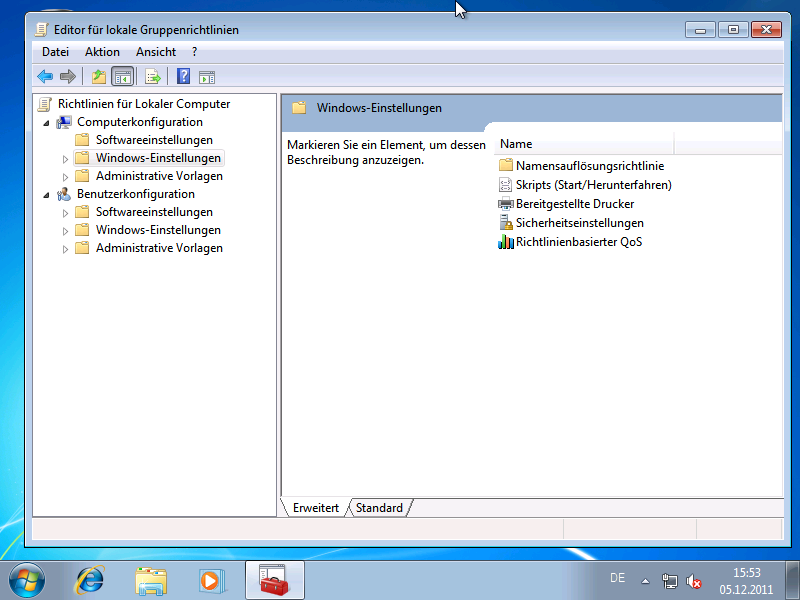 Editor für lokale Gruppenrichtlinien
Datei Aktion Ansicht ?
Richtlinien für Lokaler Computer
Computerkonfiguration
Softwareeinstellungen
Windows-Einstellungen
Administrative Vorlagen
Benutzerkonfiguration
Softwareeinstellungen
Windows-Einstellungen
Administrative Vorlagen
Windows-Einstellungen
Markieren Sie ein Element, um dessen
Beschreibung anzuzeigen.
Name
Namensauflösungsrichtlinie
Skripts (Start/Herunterfahren)
Bereitgestellte Drucker
Sicherheitseinstellungen
Richtlinienbasierter QoS
Erweitert Standard
DE
15:53
05.12.2011